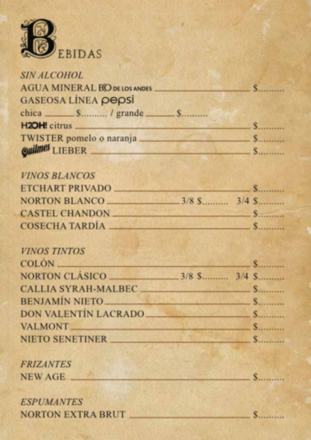 BEBIDAS
SIN ALCOHOL
AGUA MINERAL ECO DE LOS ANDES $..........
GASEOSA LÍNEA pepsi
chica $.......... / grande $..........
H2OH! citrus $..........
TWISTER pomelo o naranja $..........
Quilmes LIEBER $..........
VINOS BLANCOS
ETCHART PRIVADO $..........
NORTON BLANCO 3/8 $.......... 3/4 $..........
CASTEL CHANDON $..........
COSECHA TARDÍA $..........
VINOS TINTOS
COLÓN $..........
NORTON CLÁSICO 3/8 $.......... 3/4 $..........
CALLIA SYRAH-MALBEC $..........
BENJAMÍN NIETO $..........
DON VALENTÍN LACRADO $..........
VALMONT $..........
NIETO SENETINER $..........
FRIZANTES
NEW AGE $..........
ESPUMANTES
NORTON EXTRA BRUT $..........